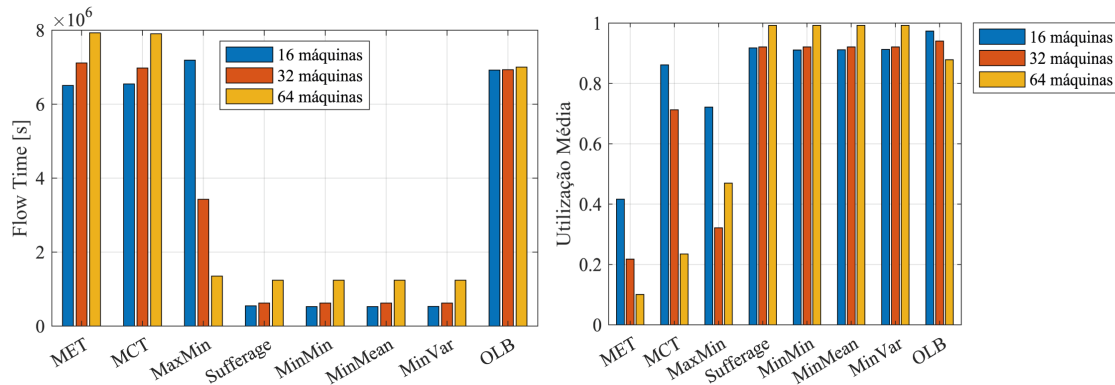 ×10⁶
8
6
4
2
0
Flow Time [s]
16 máquinas
32 máquinas
64 máquinas
MET
MCT
MaxMin
Sufferage
MinMin
MinMean
MinVar
OLB
1
0.8
0.6
0.4
0.2
0
Utilização Média
16 máquinas
32 máquinas
64 máquinas
MET
MCT
MaxMin
Sufferage
MinMin
MinMean
MinVar
OLB